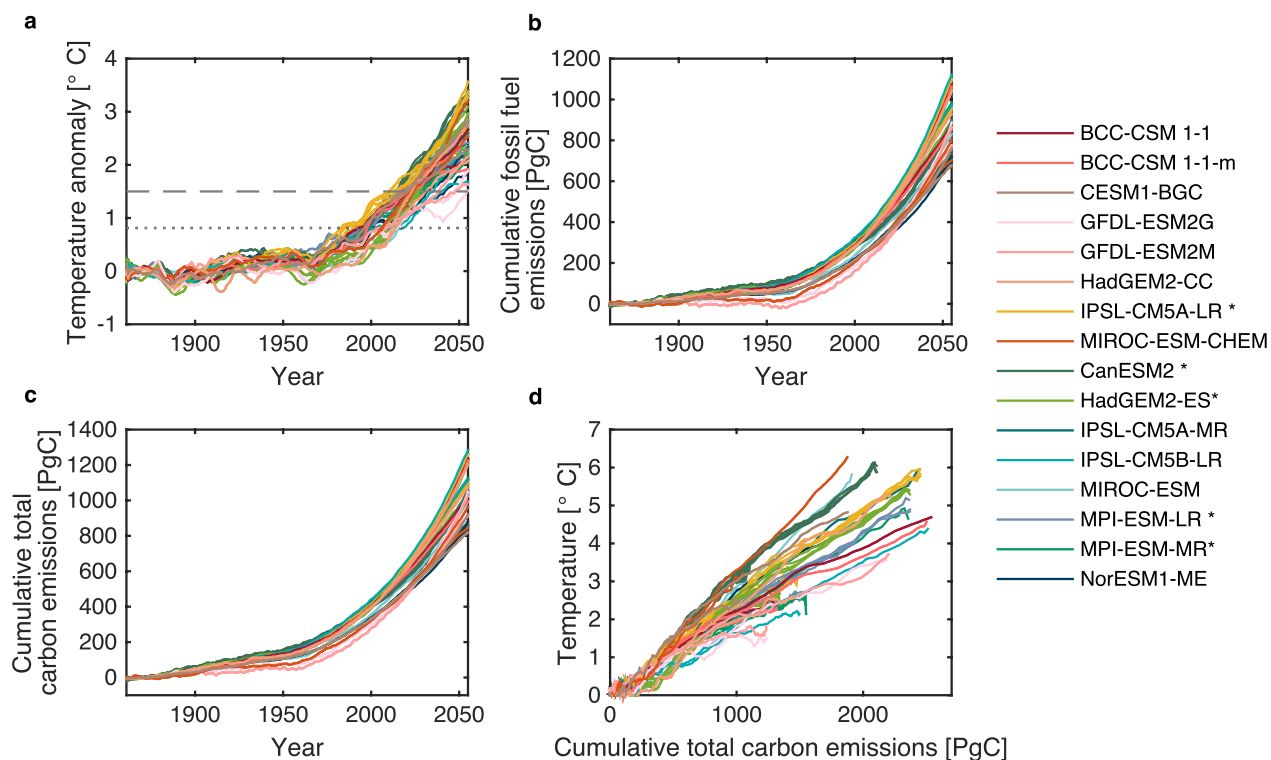 a
Temperature anomaly [° C]
4
3
2
1
0
-1
1900
1950
2000
2050
Year
b
Cumulative fossil fuel
emissions [PgC]
1200
1000
800
600
400
200
0
1900
1950
2000
2050
Year
c
Cumulative total
carbon emissions [PgC]
1400
1200
1000
800
600
400
200
0
1900
1950
2000
2050
Year
d
Temperature [° C]
7
6
5
4
3
2
1
0
0
1000
2000
Cumulative total carbon emissions [PgC]
BCC-CSM 1-1
BCC-CSM 1-1-m
CESM1-BGC
GFDL-ESM2G
GFDL-ESM2M
HadGEM2-CC
IPSL-CM5A-LR *
MIROC-ESM-CHEM
CanESM2 *
HadGEM2-ES*
IPSL-CM5A-MR
IPSL-CM5B-LR
MIROC-ESM
MPI-ESM-LR *
MPI-ESM-MR*
NorESM1-ME